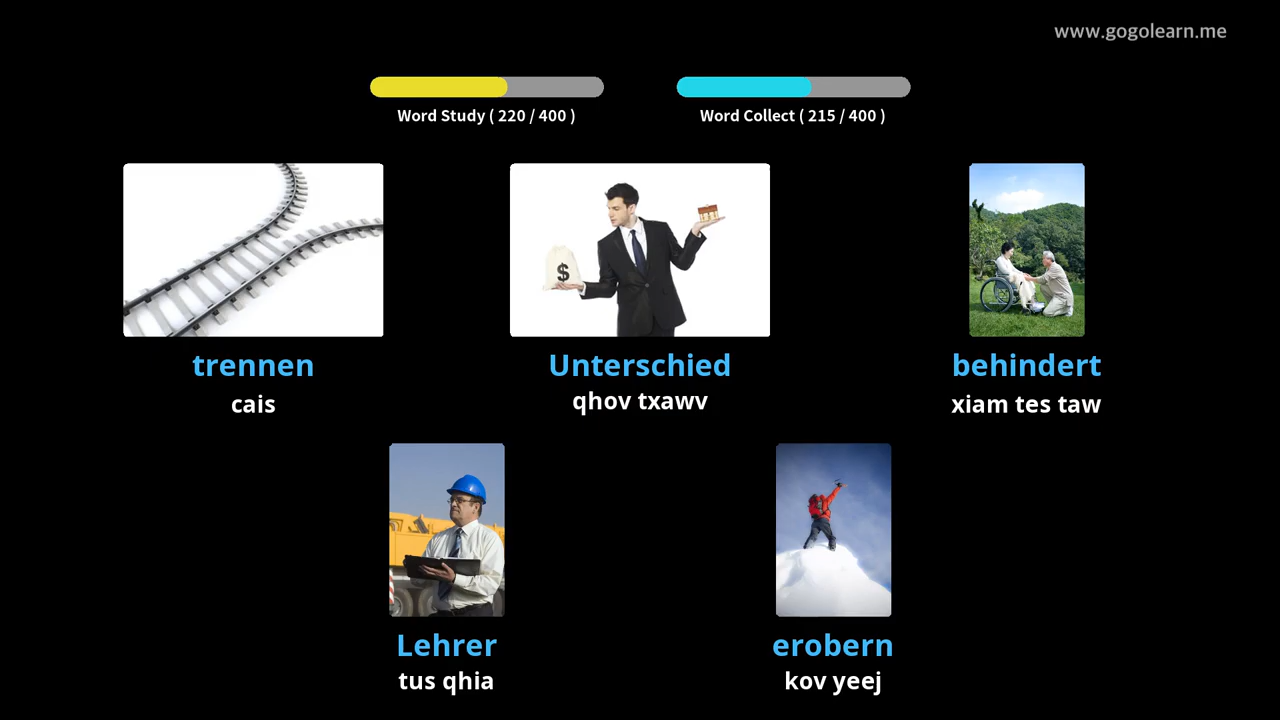 www.gogolearn.me
Word Study ( 220 / 400 )
Word Collect ( 215 / 400 )
$
trennen
cais
Unterschied
qhov txawv
behindert
xiam tes taw
Lehrer
tus qhia
erobern
kov yeej